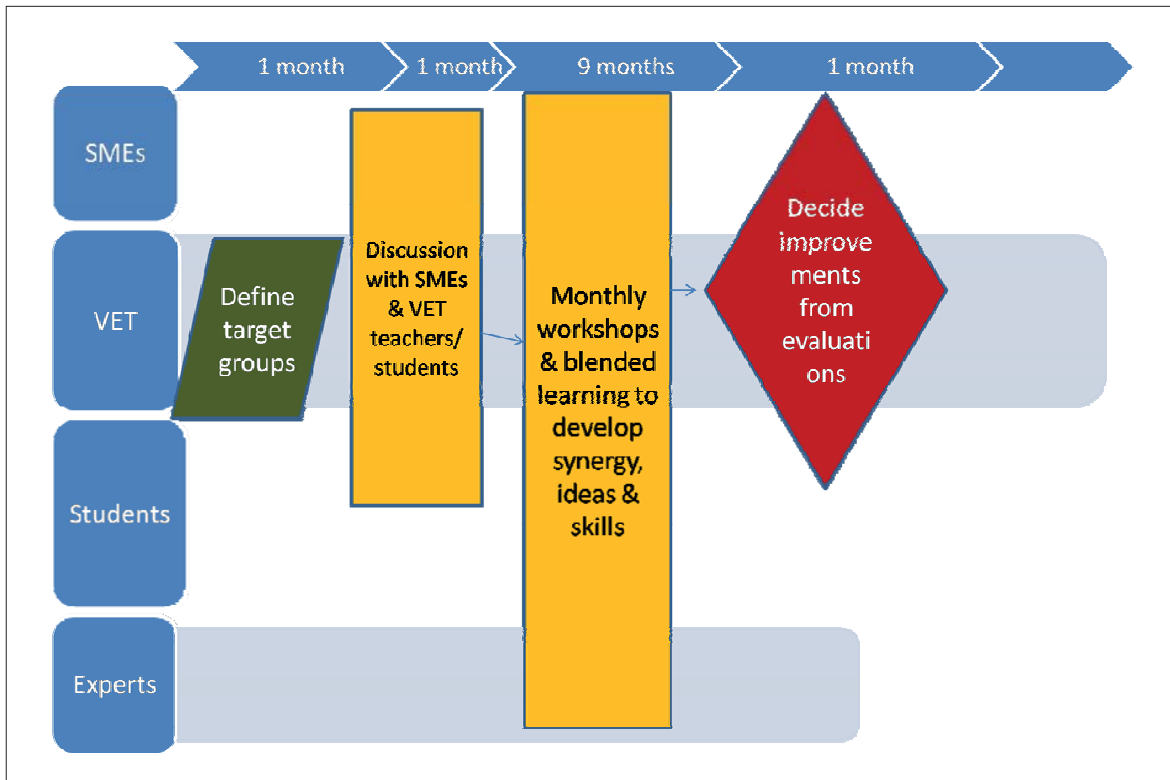 1 month
1 month
9 months
1 month
SMEs
VET
Students
Experts
Define
target
groups
Discussion
with SMEs
& VET
teachers/
students
Monthly
workshops
& blended
learning to
develop
synergy,
ideas &
skills
Decide
improve
ments
from
evaluati
ons